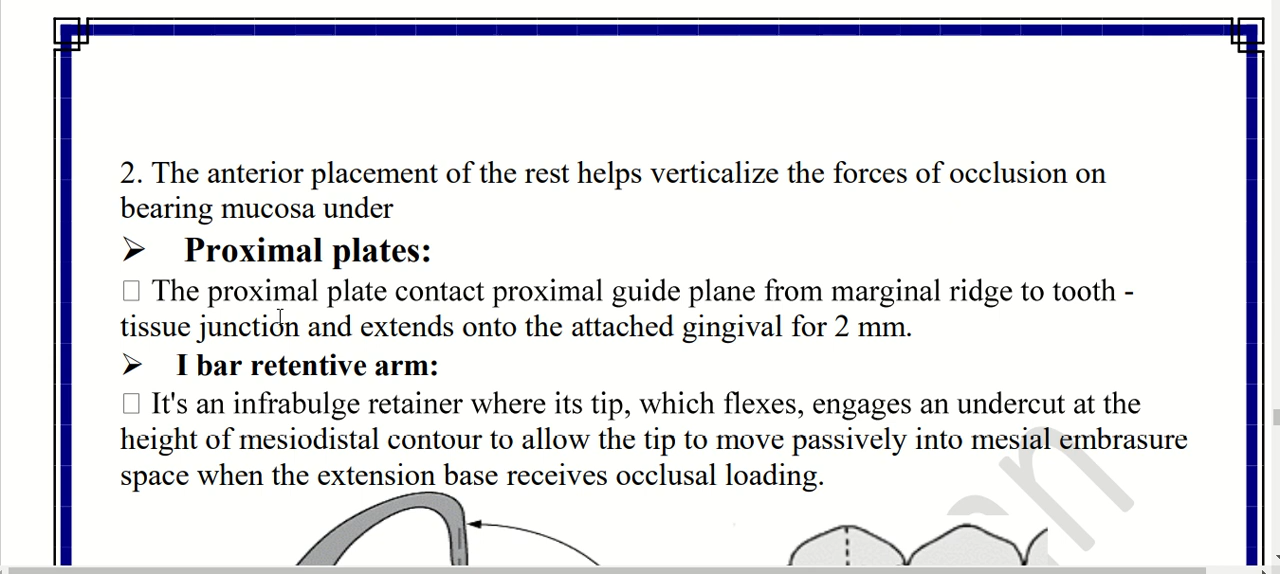 2. The anterior placement of the rest helps verticalize the forces of occlusion on
bearing mucosa under
➢ Proximal plates:
□ The proximal plate contact proximal guide plane from marginal ridge to tooth -
tissue junction and extends onto the attached gingival for 2 mm.
➢ I bar retentive arm:
□ It's an infrabulge retainer where its tip, which flexes, engages an undercut at the
height of mesiodistal contour to allow the tip to move passively into mesial embrasure
space when the extension base receives occlusal loading.